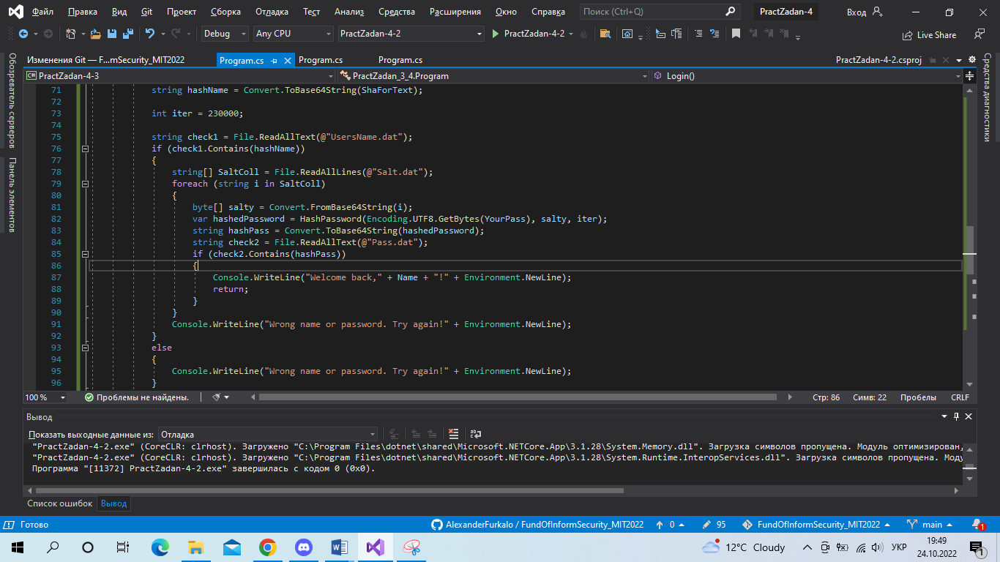 Файл Правка Вид Git Проект Сборка Отладка Тест Анализ Средства Расширения Окно Справка Поиск (Ctrl+Q) PractZadan-4 Вход
Debug Any CPU PractZadan-4-2 PractZadan-4-2 Live Share
Обозреватель серверов
Панель элементов
Изменения Git — F...mSecurity_MIT2022 Program.cs Program.cs Program.cs PractZadan-4-2.csproj
Средства диагностики
C# PractZadan-4-3 PractZadan_3_4.Program Login()
71 string hashName = Convert.ToBase64String(ShaForText);
72
73 int iter = 230000;
74
75 string check1 = File.ReadAllText(@"UsersName.dat");
76 if (check1.Contains(hashName))
77 {
78 string[] SaltColl = File.ReadAllLines(@"Salt.dat");
79 foreach (string i in SaltColl)
80 {
81 byte[] salty = Convert.FromBase64String(i);
82 var hashedPassword = HashPassword(Encoding.UTF8.GetBytes(YourPass), salty, iter);
83 string hashPass = Convert.ToBase64String(hashedPassword);
84 string check2 = File.ReadAllText(@"Pass.dat");
85 if (check2.Contains(hashPass))
86 {
87 Console.WriteLine("Welcome back," + Name + "!" + Environment.NewLine);
88 return;
89 }
90 }
91 Console.WriteLine("Wrong name or password. Try again!" + Environment.NewLine);
92 }
93 else
94 {
95 Console.WriteLine("Wrong name or password. Try again!" + Environment.NewLine);
96 }
100 % Проблемы не найдены. Стр: 86 Симв: 22 Пробелы CRLF
Вывод
Показать выходные данные из: Отладка
"PractZadan-4-2.exe" (CoreCLR: clrhost). Загружено "C:\Program Files\dotnet\shared\Microsoft.NETCore.App\3.1.28\System.Memory.dll". Загрузка символов пропущена. Модуль оптимизирован,
"PractZadan-4-2.exe" (CoreCLR: clrhost). Загружено "C:\Program Files\dotnet\shared\Microsoft.NETCore.App\3.1.28\System.Runtime.InteropServices.dll". Загрузка символов пропущена. Моду
Программа "[11372] PractZadan-4-2.exe" завершилась с кодом 0 (0x0).
Список ошибок Вывод
Готово AlexanderFurkalo / FundOfInformSecurity_MIT2022 0 95 FundOfInformSecurity_MIT2022 main 1
12°C Cloudy УКР 19:49
24.10.2022 1